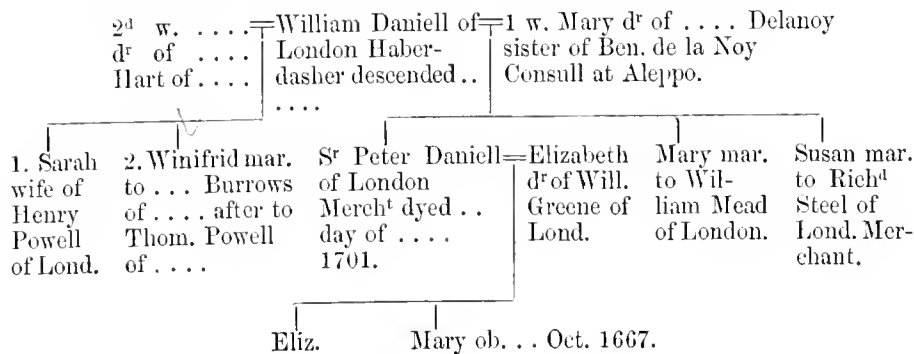 2ᵈ w. . . . .
dʳ of . . . .
Hart of . . . .
William Daniell of
London Haber-
dasher descended . .
. . . .
1 w. Mary dʳ of . . . . Delanoy
sister of Ben. de la Noy
Consull at Aleppo.
1. Sarah
wife of
Henry
Powell
of Lond.
2. Winifrid mar.
to . . . Burrows
of . . . . after to
Thom. Powell
of . . . .
Sʳ Peter Daniell
of London
Merchᵗ dyed . .
day of . . . .
1701.
Elizabeth
dʳ of Will.
Greene of
Lond.
Mary mar.
to Wil-
liam Mead
of London.
Susan mar.
to Richᵈ
Steel of
Lond. Mer-
chant.
Eliz.
Mary ob. . . Oct. 1667.